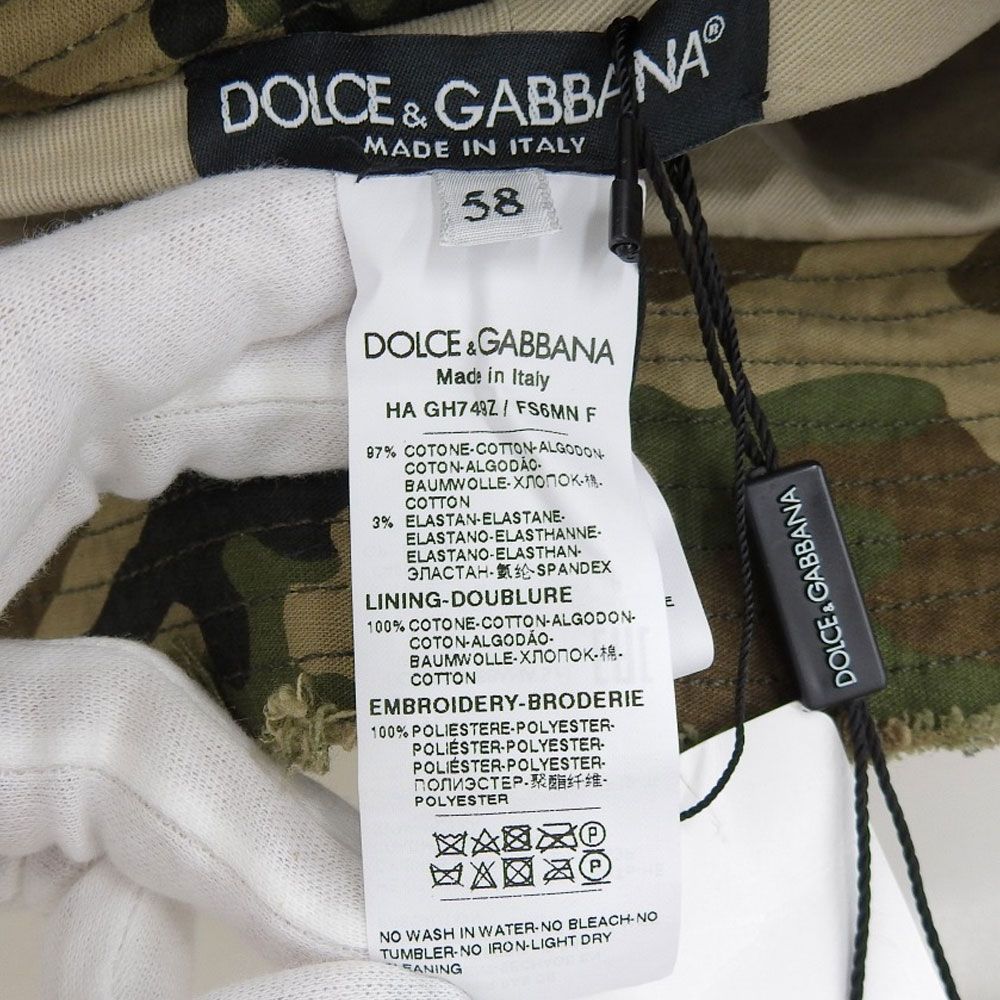 DOLCE & GABBANA®
MADE IN ITALY
58
DOLCE & GABBANA
Made in Italy
HA GH749Z / FS6MN F
97% COTONE-COTTON-ALGODON-
COTON-ALGODÃO-
BAUMWOLLE-ХЛОПОК-棉-
COTTON
3% ELASTAN-ELASTANE-
ELASTANO-ELASTHANNE-
ELASTANO-ELASTHAN-
ЭЛАСТАН-氨纶-SPANDEX
LINING-DOUBLURE
100% COTONE-COTTON-ALGODON-
COTON-ALGODÃO-
BAUMWOLLE-ХЛОПОК-棉-
COTTON
EMBROIDERY-BRODERIE
100% POLIESTERE-POLYESTER-
POLIÉSTER-POLYESTER-
POLIÉSTER-POLYESTER-
ПОЛИЭСТЕР-聚酯纤维-
POLYESTER
P
P
NO WASH IN WATER-NO BLEACH-NO
TUMBLER-NO IRON-LIGHT DRY
CLEANING
DOLCE & GABBANA